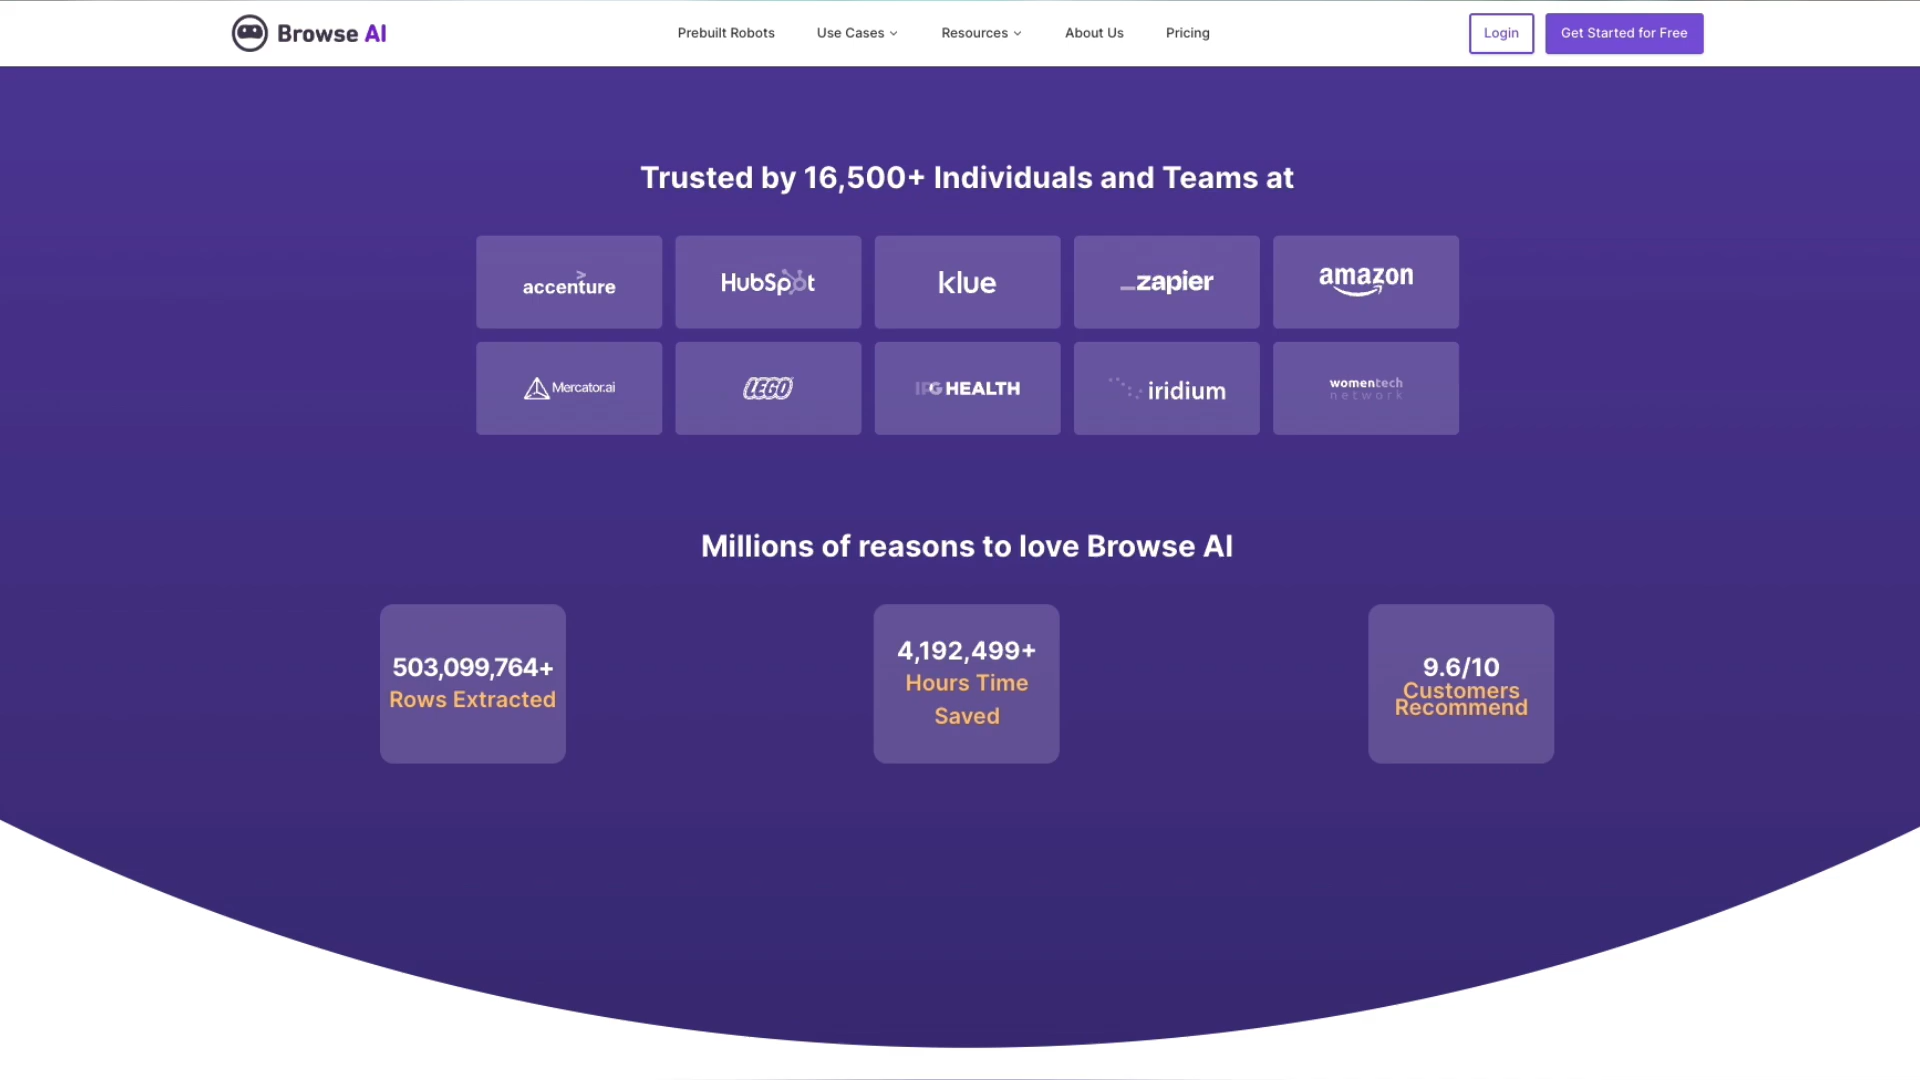 Browse AI
Prebuilt Robots
Use Cases
Resources
About Us
Pricing
Login
Get Started for Free
Trusted by 16,500+ Individuals and Teams at
accenture
HubSpot
klue
_zapier
amazon
Mercator.ai
LEGO
IPG HEALTH
iridium
womentech
network
Millions of reasons to love Browse AI
503,099,764+
Rows Extracted
4,192,499+
Hours Time
Saved
9.6/10
Customers
Recommend